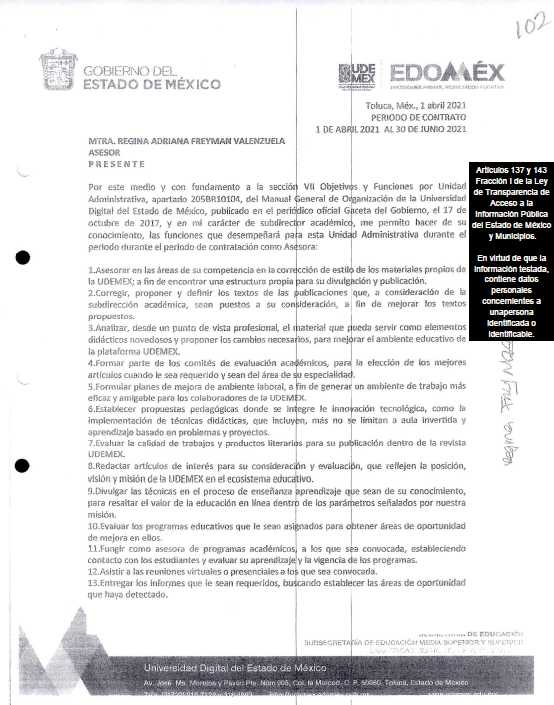 102
GOBIERNO DEL
ESTADO DE MÉXICO
UDE
MEX
EDOMÉX
Toluca, Méx., 1 abril 2021
PERIODO DE CONTRATO
1 DE ABRIL 2021 AL 30 DE JUNIO 2021
MTRA. REGINA ADRIANA FREYMAN VALENZUELA
ASESOR
P R E S E N T E
Artículos 137 y 143
Fracción I de la Ley
de Transparencia de
Acceso a la
Información Pública
del Estado de México
y Municipios.
En virtud de que la
información testada,
contiene datos
personales
concernientes a
unapersona
identificada o
identificable.
Por este medio y con fundamento a la sección VII Objetivos y Funciones por Unidad
Administrativa, apartado 205BR10104, del Manual General de Organización de la Universidad
Digital del Estado de México, publicado en el periódico oficial Gaceta del Gobierno, el 17 de
octubre de 2017, y en mi carácter de subdirector académico, me permito hacer de su
conocimiento, las funciones que desempeñará para esta Unidad Administrativa durante el
periodo durante el periodo de contratación como Asesora:
1.Asesorar en las áreas de su competencia en la corrección de estilo de los materiales propios de
la UDEMEX; a fin de encontrar una estructura propia para su divulgación y publicación.
2.Corregir, proponer y definir los textos de las publicaciones que, a consideración de la
subdirección académica, sean puestos a su consideración, a fin de mejorar los textos
propuestos.
3.Analizar, desde un punto de vista profesional, el material que pueda servir como elementos
didácticos novedosos y proponer los cambios necesarios, para mejorar el ambiente educativo de
la plataforma UDEMEX.
4.Formar parte de los comités de evaluación académicos, para la elección de los mejores
artículos cuando le sea requerido y sean del área de su especialidad.
5.Formular planes de mejora de ambiente laboral, a fin de generar un ambiente de trabajo más
eficaz y amigable para los colaboradores de la UDEMEX.
6.Establecer propuestas pedagógicas donde se integre le innovación tecnológica, como la
implementación de técnicas didácticas, que incluyen, más no se limitan a aula invertida y
aprendizaje basado en problemas y proyectos.
7.Evaluar la calidad de trabajos y productos literarios para su publicación dentro de la revista
UDEMEX.
8.Redactar artículos de interés para su consideración y evaluación, que reflejen la posición,
visión y misión de la UDEMEX en el ecosistema educativo.
9.Divulgar las técnicas en el proceso de enseñanza aprendizaje que sean de su conocimiento,
para resaltar el valor de la educación en línea dentro de los parámetros señalados por nuestra
misión.
10.Evaluar los programas educativos que le sean asignados para obtener áreas de oportunidad
de mejora en ellos.
11.Fungir como asesora de programas académicos, a los que sea convocada, estableciendo
contacto con los estudiantes y evaluar su aprendizaje y la vigencia de los programas.
12.Asistir a las reuniones virtuales o presenciales a los que sea convocada.
13.Entregar los informes que le sean requeridos, buscando establecer las áreas de oportunidad
que haya detectado.
SECRETARÍA DE EDUCACIÓN
SUBSECRETARÍA DE EDUCACIÓN MEDIA SUPERIOR Y SUPERIOR
Universidad Digital del Estado de México
Av. José Ma. Morelos y Pavón Pte. Núm 905, Col. la Merced, C. P. 50080, Toluca, Estado de México